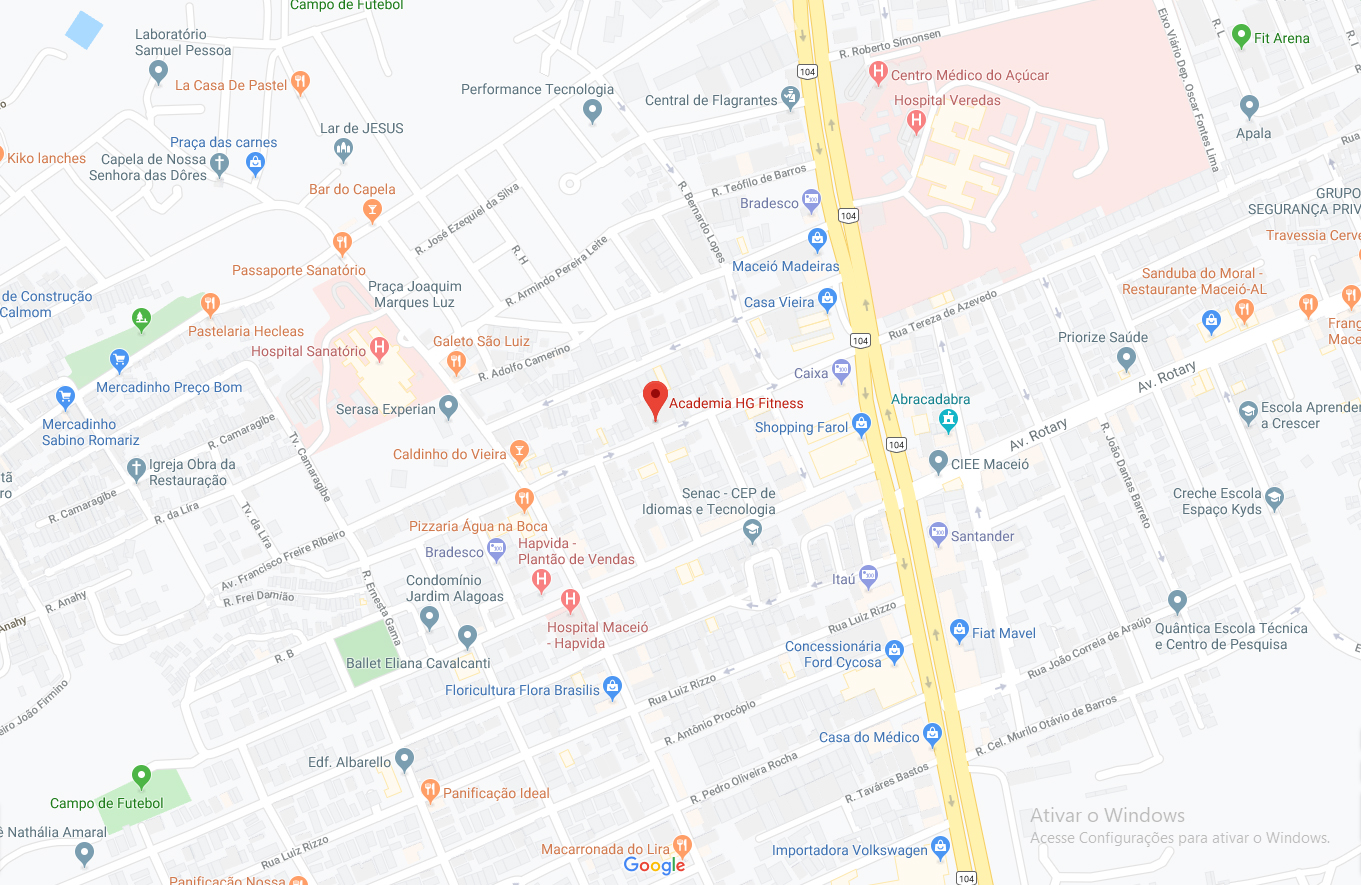 Campo de Futebol
Laboratório
Samuel Pessoa
La Casa De Pastel
Performance Tecnologia
Central de Flagrantes
104
R. Roberto Simonsen
Centro Médico do Açúcar
Hospital Veredas
Eixo Viário Dep. Oscar Fontes Lima
R. L
Fit Arena
R. I
Apala
Lar de JESUS
Praça das carnes
Kiko lanches
Capela de Nossa
Senhora das Dôres
Bar do Capela
R. José Ezequiel da Silva
R. H
R. Bernardo Lopes
R. Teófilo de Barros
Bradesco
104
Maceió Madeiras
GRUPO
SEGURANÇA PRIV
Travessia Cerve
Rua
Passaporte Sanatório
R. Armindo Pereira Leite
Praça Joaquim
Marques Luz
de Construção
Calmom
Pastelaria Hecleas
Hospital Sanatório
Galeto São Luiz
R. Adolfo Camerino
Casa Vieira
104
Rua Tereza de Azevedo
Sanduba do Moral -
Restaurante Maceió-AL
Priorize Saúde
Frang
Mace
Av. Rotary
Mercadinho Preço Bom
Mercadinho
Sabino Romariz
Serasa Experian
Academia HG Fitness
Caixa
Abracadabra
Shopping Farol
104
Av. Rotary
Escola Aprender
a Crescer
R. Camaragibe
Tv. Camaragibe
Caldinho do Vieira
Igreja Obra da
Restauração
tã
ro
R. Camaragibe
R. da Lira
Tv. da Lira
CIEE Maceió
R. João Dantas Barreto
Senac - CEP de
Idiomas e Tecnologia
Creche Escola
Espaço Kyds
Pizzaria Água na Boca
Hapvida -
Plantão de Vendas
Bradesco
Av. Francisco Freire Ribeiro
R. Ernesta Gama
Condomínio
Jardim Alagoas
Santander
Itaú
R. Anahy
R. Frei Damião
Anahy
Hospital Maceió
- Hapvida
Rua Luiz Rizzo
Fiat Mavel
Concessionária
Ford Cycosa
Rua João Correia de Araújo
Quântica Escola Técnica
e Centro de Pesquisa
R. B
Ballet Eliana Cavalcanti
Floricultura Flora Brasilis
Rua Luiz Rizzo
eiro João Firmino
R. Antônio Procópio
R. Cel. Murilo Otávio de Barros
Casa do Médico
Edf. Albarello
R. Pedro Oliveira Rocha
R. Taváres Bastos
Campo de Futebol
Panificação Ideal
ê Nathália Amaral
Rua Luiz Rizzo
Macarronada do Lira
Google
Importadora Volkswagen
Ativar o Windows
Acesse Configurações para ativar o Windows.
Panificação Nossa
104